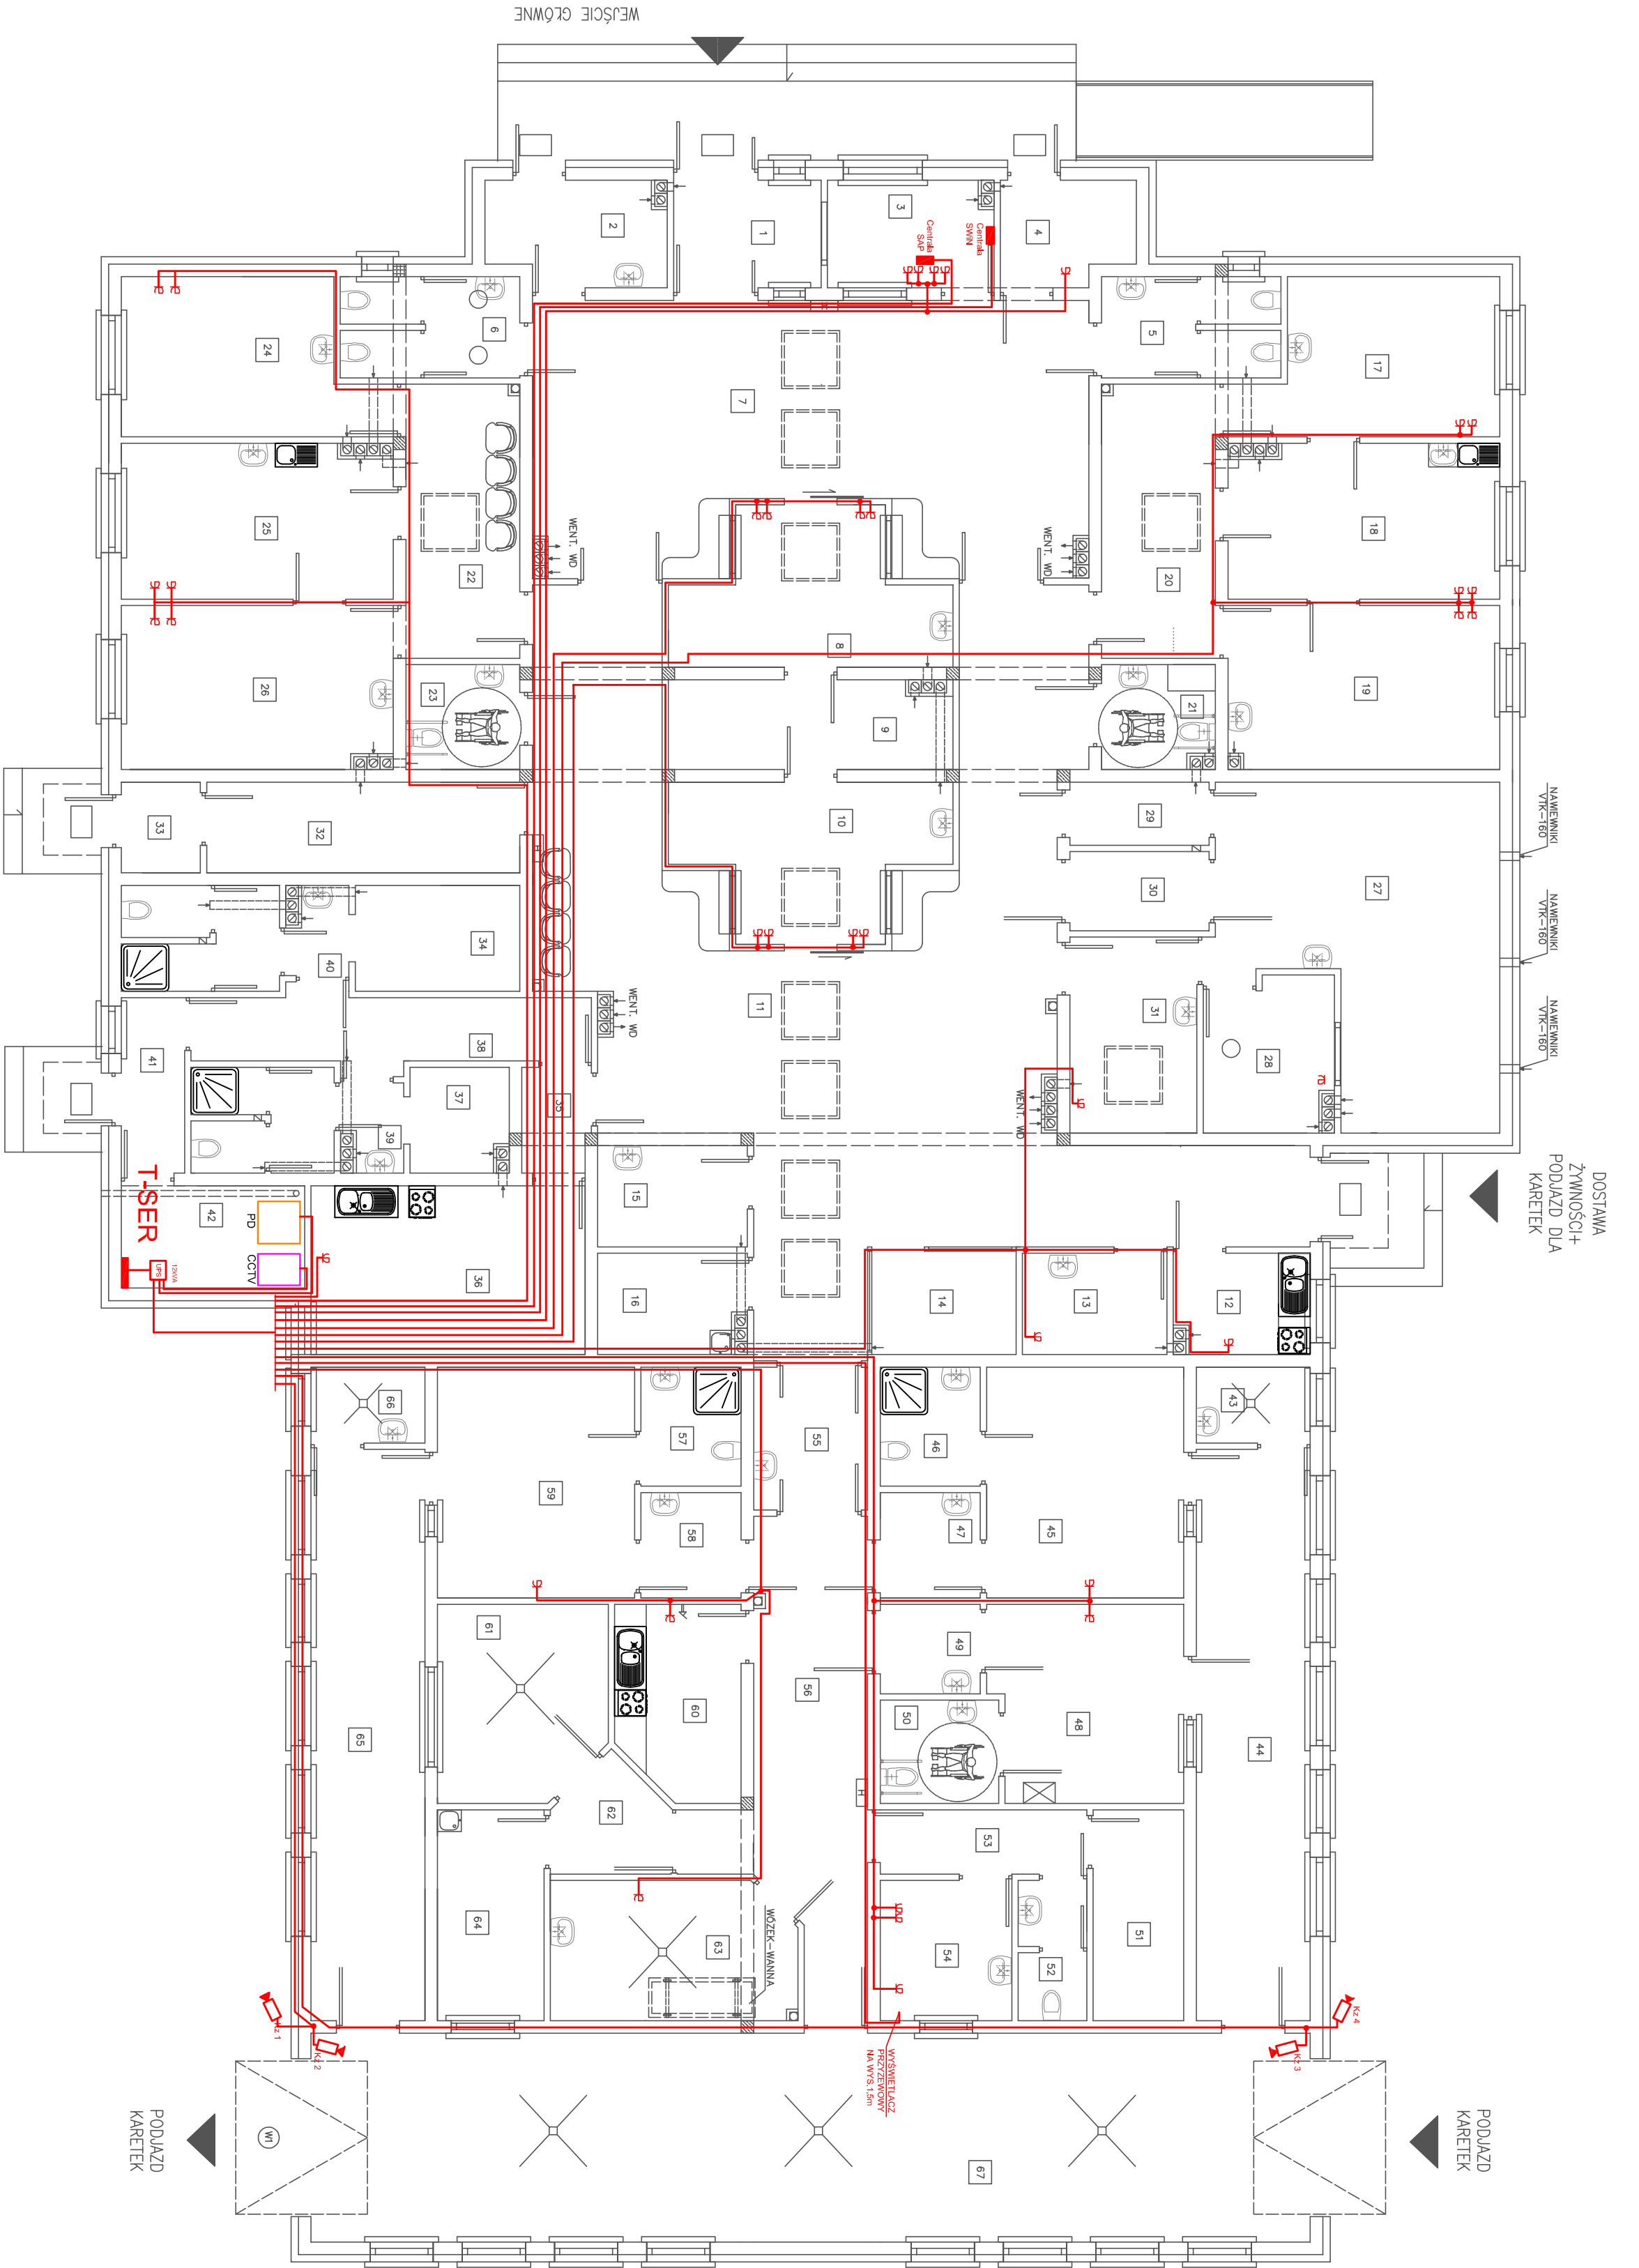 WEJŚCIE GŁÓWNE
1
2
3
4
Centrala
SAP
Centrala
SWiN
5
6
7
17
24
18
25
22
20
WENT. WD
WENT. WD
8
9
19
26
23
21
10
27
29
30
32
33
NAWIEWNIKI
VTK-160
NAWIEWNIKI
VTK-160
NAWIEWNIKI
VTK-160
34
40
11
31
28
WENT. WD
WENT. WD
41
38
37
35
39
15
16
42
36
T-SER
PD
CCTV
UPS
12kVA
14
13
12
DOSTAWA
ŻYWNOŚCI+
PODJAZD DLA
KARETEK
66
57
55
46
43
59
58
47
45
61
60
56
49
48
50
44
65
62
H
53
64
63
54
52
51
WÓZEK-WANNA
Kz 1
Kz 2
Kz 3
Kz 4
WYŚWIETLACZ
PRZYZEWOWY
NA WYS.1,5m
PODJAZD
KARETEK
W1
67
PODJAZD
KARETEK